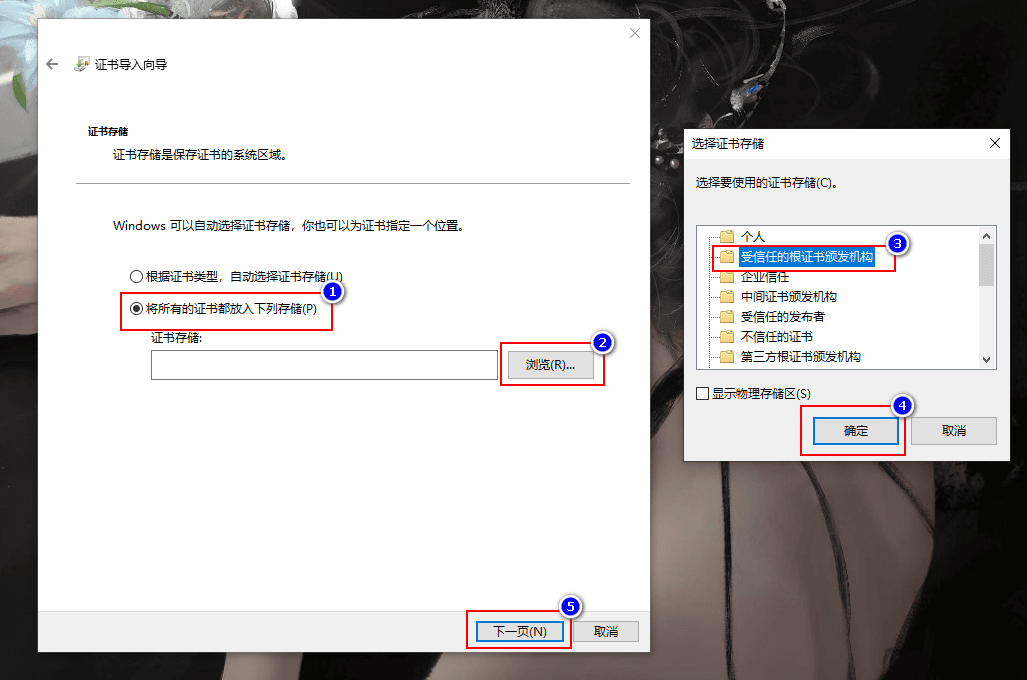 证书导入向导
证书存储
证书存储是保存证书的系统区域。
Windows 可以自动选择证书存储，你也可以为证书指定一个位置。
根据证书类型，自动选择证书存储(U)
1
将所有的证书都放入下列存储(P)
证书存储:
2
浏览(R)...
5
下一页(N)
取消
选择证书存储
选择要使用的证书存储(C)。
个人
3
受信任的根证书颁发机构
企业信任
中间证书颁发机构
受信任的发布者
不信任的证书
第三方根证书颁发机构
显示物理存储区(S)
4
确定
取消